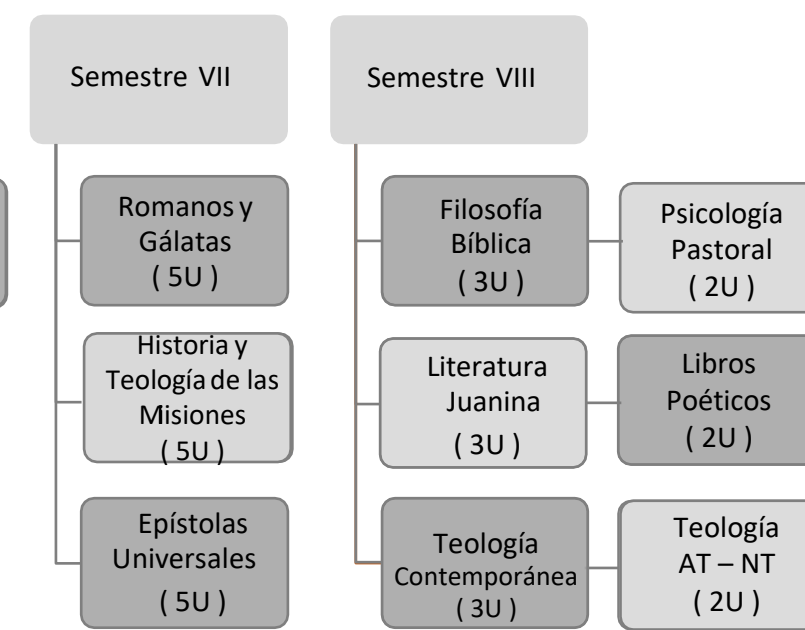 Semestre VII
Romanos y
Gálatas
( 5U )
Historia y
Teología de las
Misiones
( 5U )
Epístolas
Universales
( 5U )
Semestre VIII
Filosofía
Bíblica
( 3U )
Psicología
Pastoral
( 2U )
Literatura
Juanina
( 3U )
Libros
Poéticos
( 2U )
Teología
Contemporánea
( 3U )
Teología
AT – NT
( 2U )